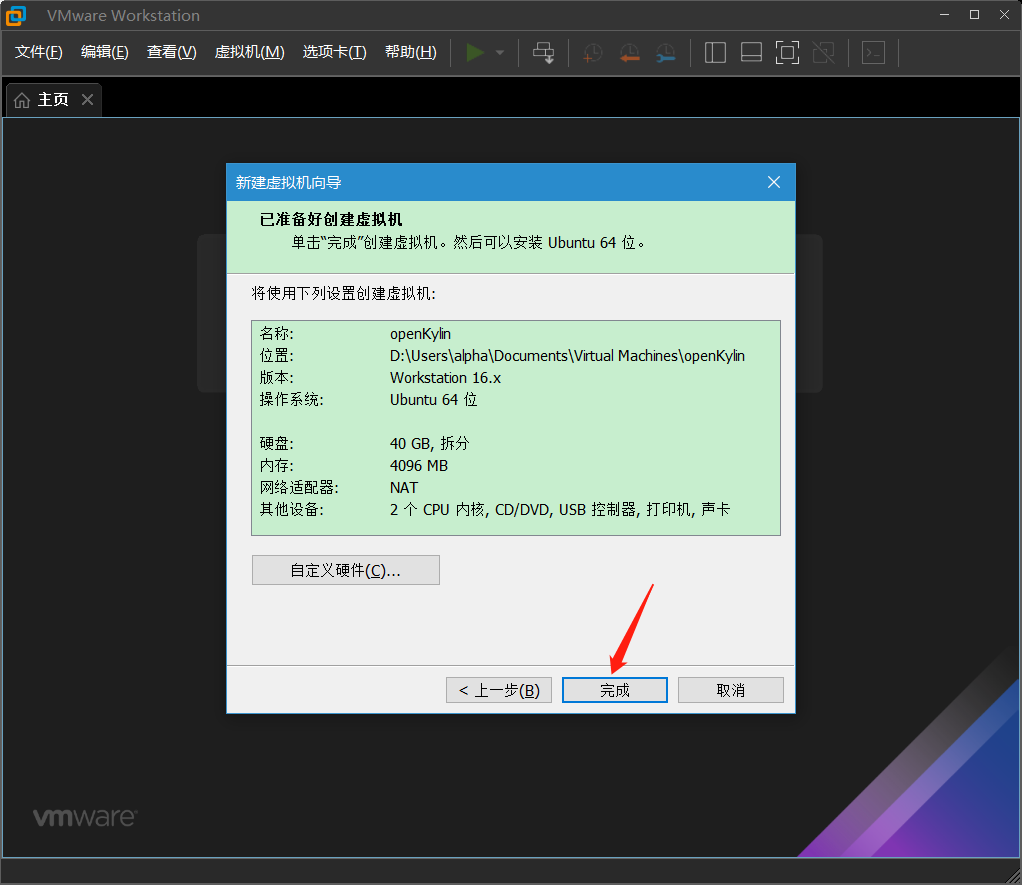 VMware Workstation
文件(F) 编辑(E) 查看(V) 虚拟机(M) 选项卡(T) 帮助(H)
主页
新建虚拟机向导
已准备好创建虚拟机
单击“完成”创建虚拟机。然后可以安装 Ubuntu 64 位。
将使用下列设置创建虚拟机:
名称: openKylin
位置: D:\Users\alpha\Documents\Virtual Machines\openKylin
版本: Workstation 16.x
操作系统: Ubuntu 64 位
硬盘: 40 GB, 拆分
内存: 4096 MB
网络适配器: NAT
其他设备: 2 个 CPU 内核, CD/DVD, USB 控制器, 打印机, 声卡
自定义硬件(C)...
< 上一步(B) 完成 取消
vmware